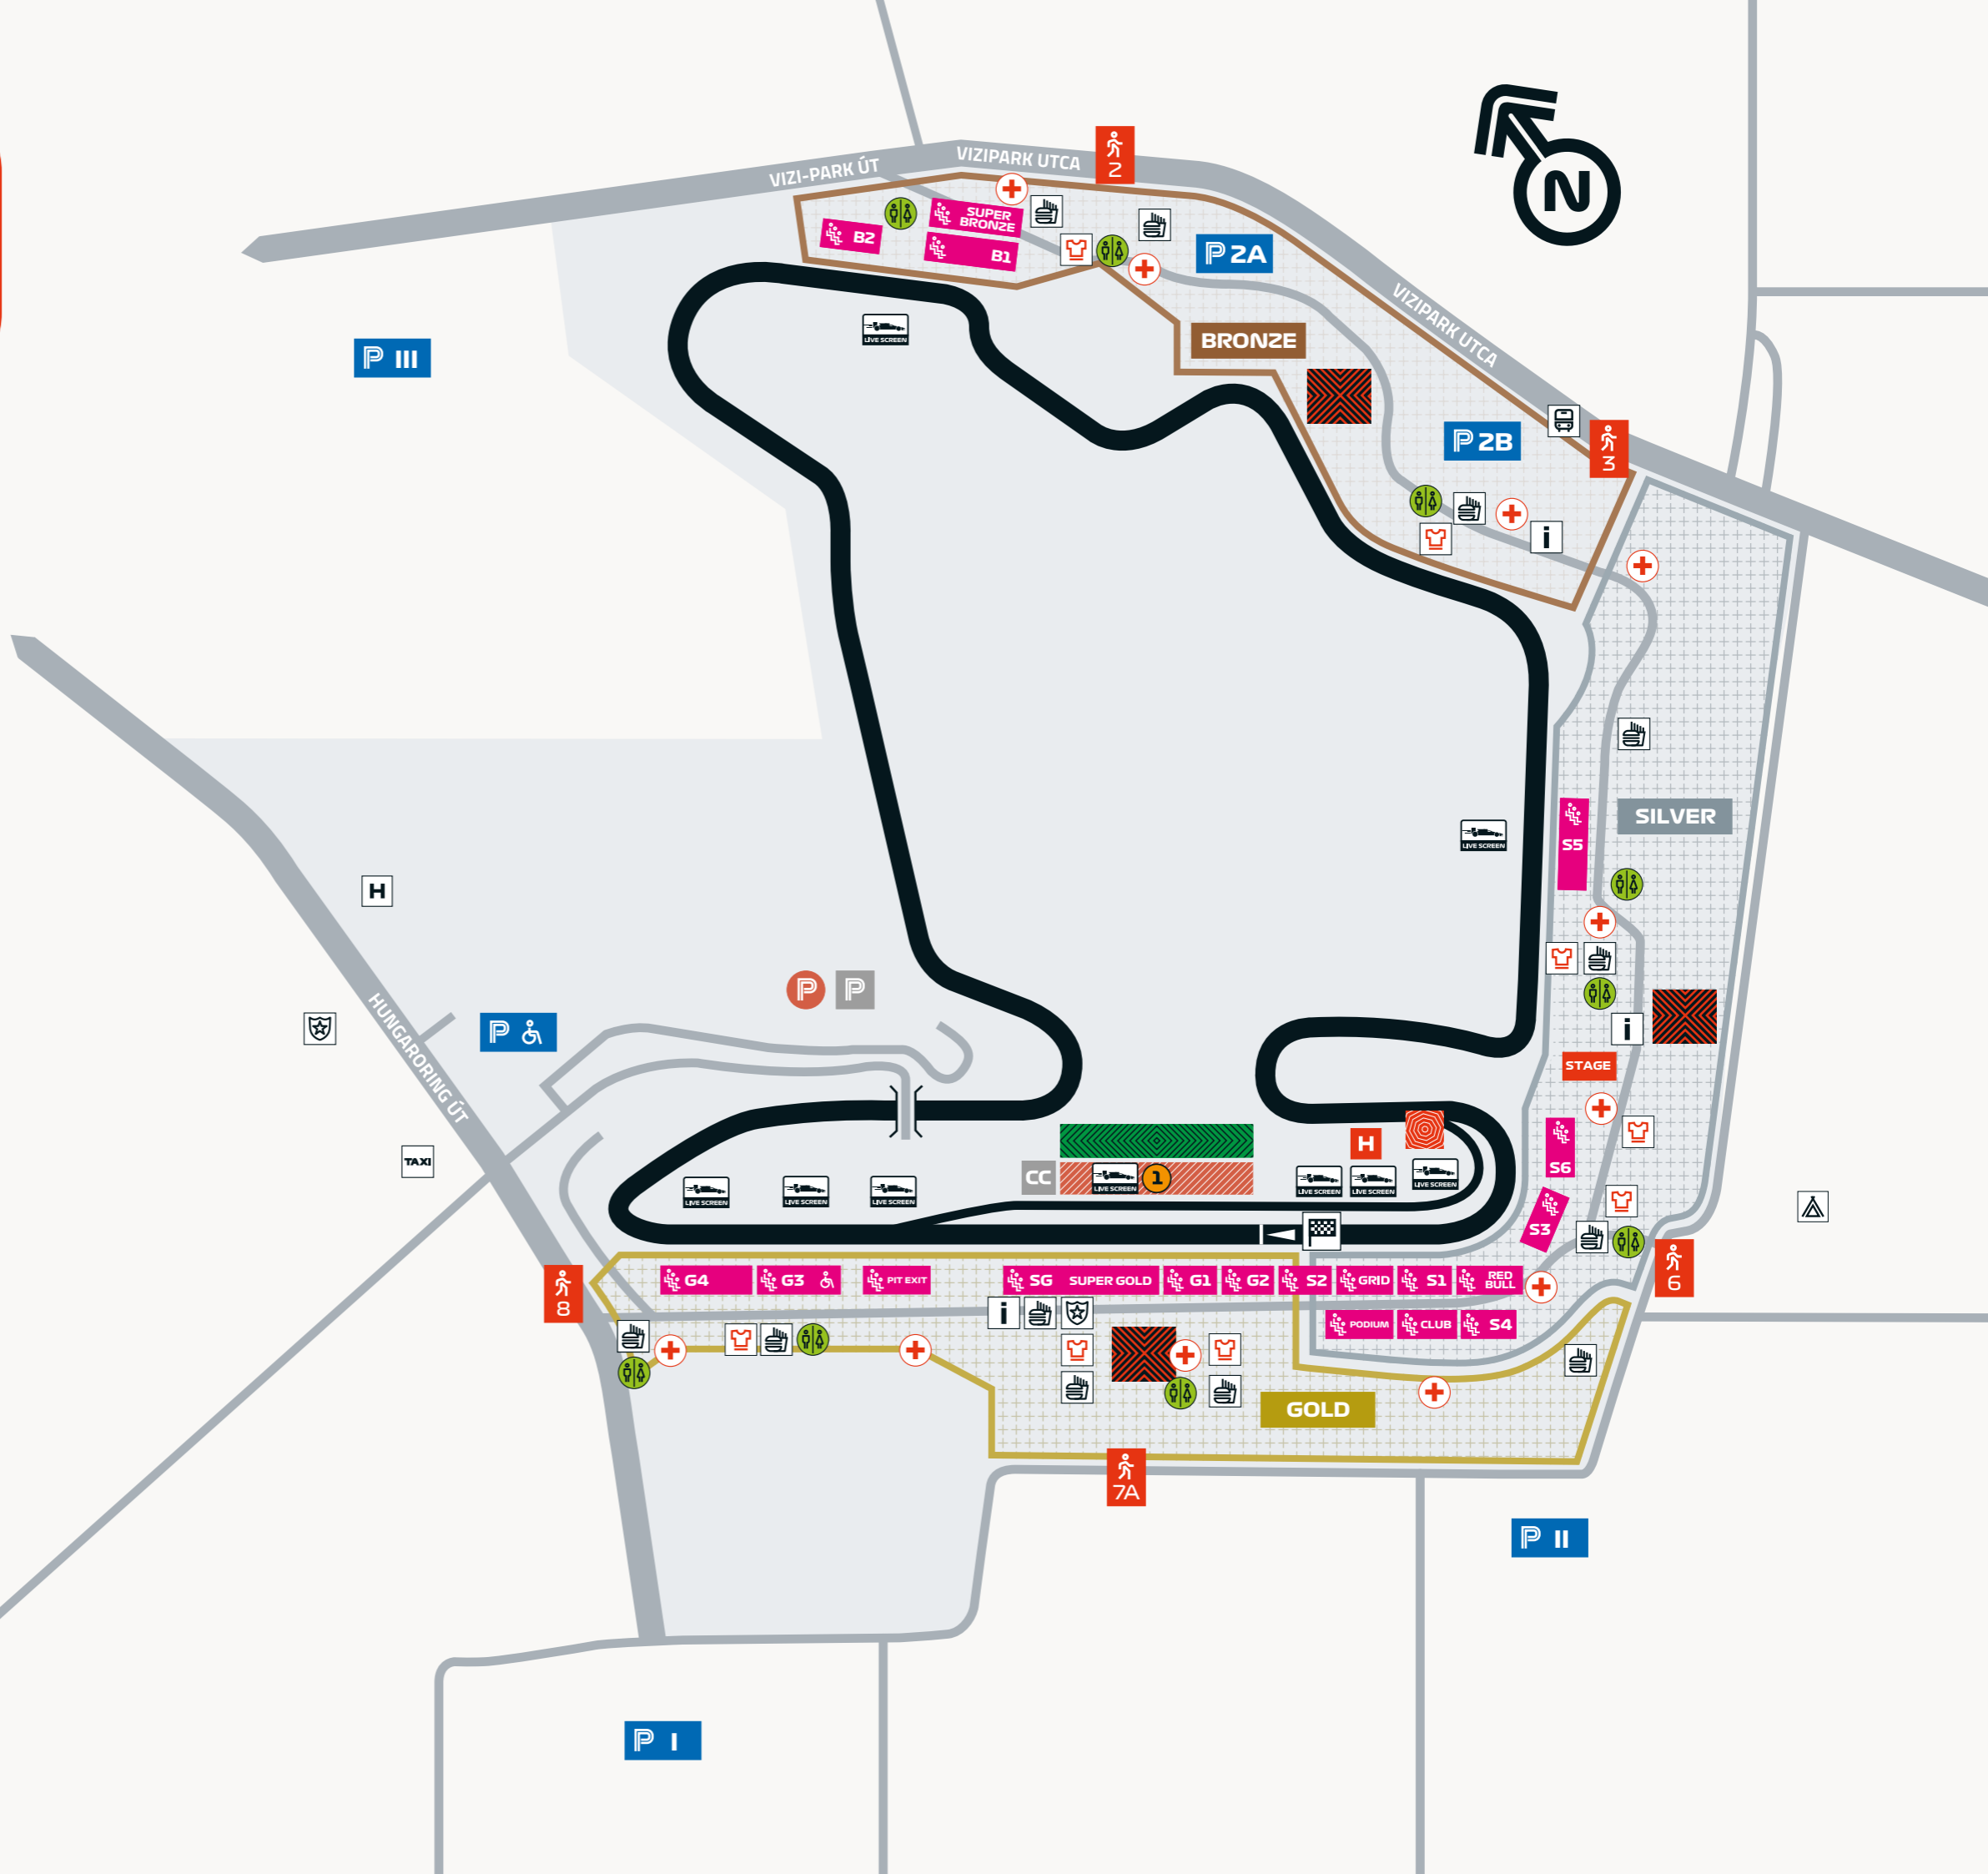 VIZI-PARK ÚT
VIZIPARK UTCA
2
N
SUPER
BRONZE
B2
B1
P 2A
VIZIPARK UTCA
BRONZE
LIVE SCREEN
P III
P 2B
3
i
SILVER
S5
LIVE SCREEN
H
P
P
HUNGARORING ÚT
P
i
STAGE
TAXI
H
S6
CC
LIVE SCREEN
1
LIVE SCREEN
LIVE SCREEN
LIVE SCREEN
LIVE SCREEN
LIVE SCREEN
LIVE SCREEN
S3
6
8
G4
G3
PIT EXIT
SG SUPER GOLD
G1
G2
S2
GRID
S1
RED
BULL
i
PODIUM
CLUB
S4
GOLD
7A
P II
P I